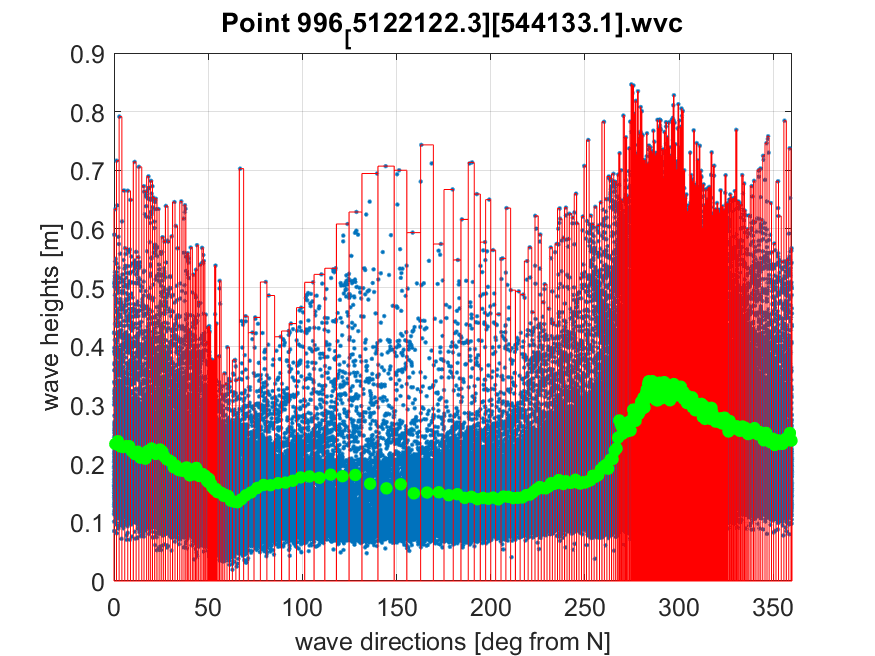 Point 996[5122122.3][544133.1].wvc
0.9
0.8
0.7
0.6
0.5
0.4
0.3
0.2
0.1
0
wave heights [m]
0 50 100 150 200 250 300 350
wave directions [deg from N]